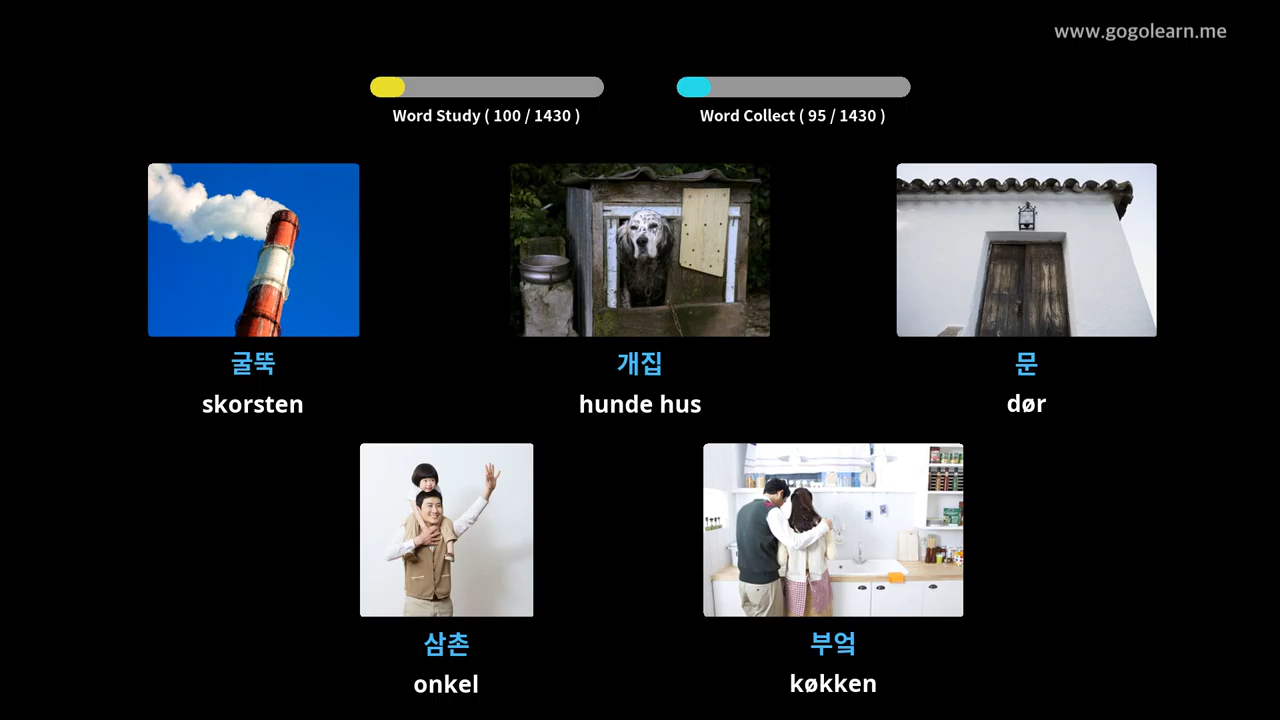 www.gogolearn.me
Word Study ( 100 / 1430 )
Word Collect ( 95 / 1430 )
굴뚝
개집
문
skorsten
hunde hus
dør
삼촌
부엌
onkel
køkken